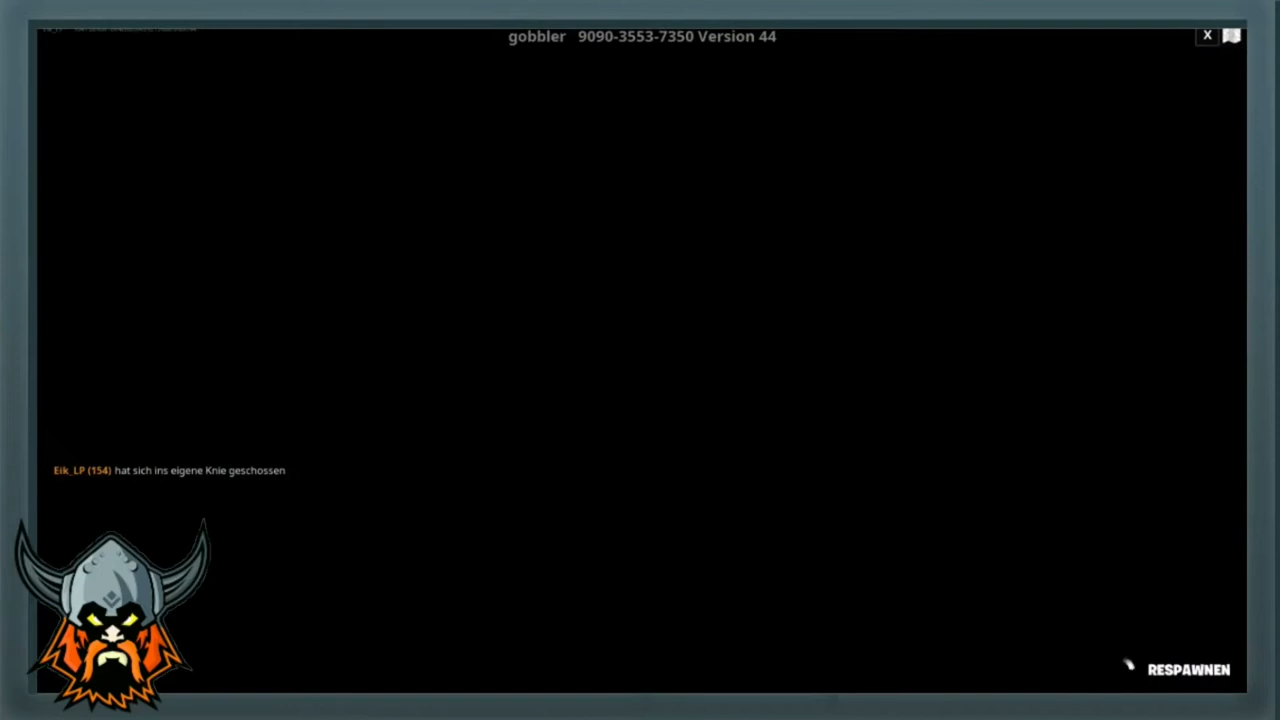 gobbler 9090-3553-7350 Version 44
X
Eik_LP (154) hat sich ins eigene Knie geschossen
RESPAWNEN